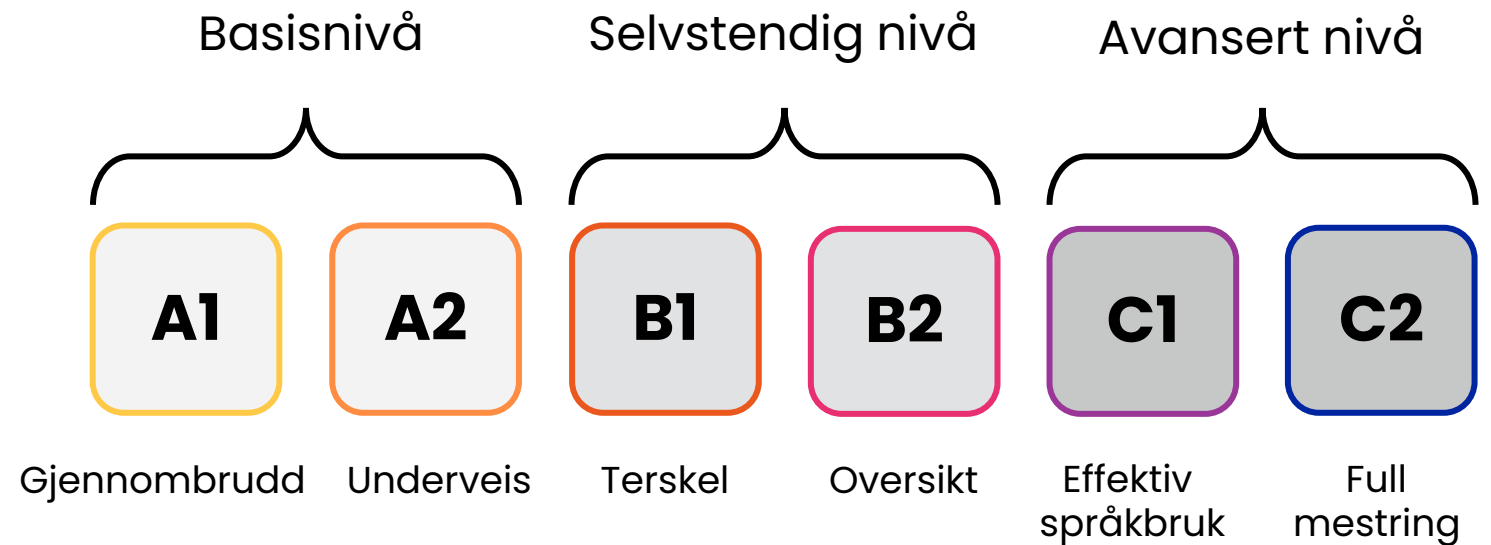 Basisnivå
Selvstendig nivå
Avansert nivå
A1
A2
B1
B2
C1
C2
Gjennombrudd
Underveis
Terskel
Oversikt
Effektiv
språkbruk
Full
mestring